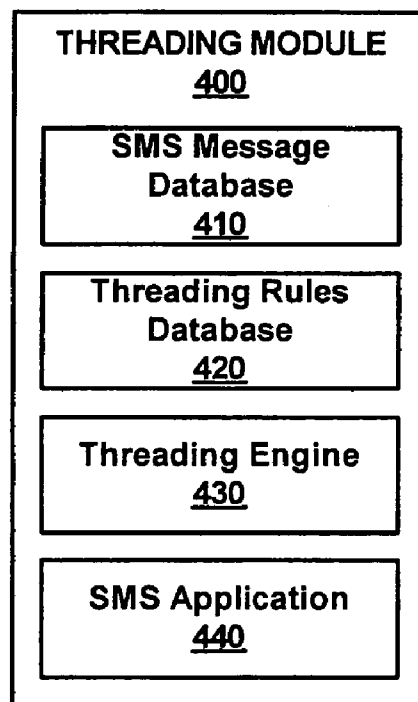 THREADING MODULE
400
SMS Message
Database
410
Threading Rules
Database
420
Threading Engine
430
SMS Application
440